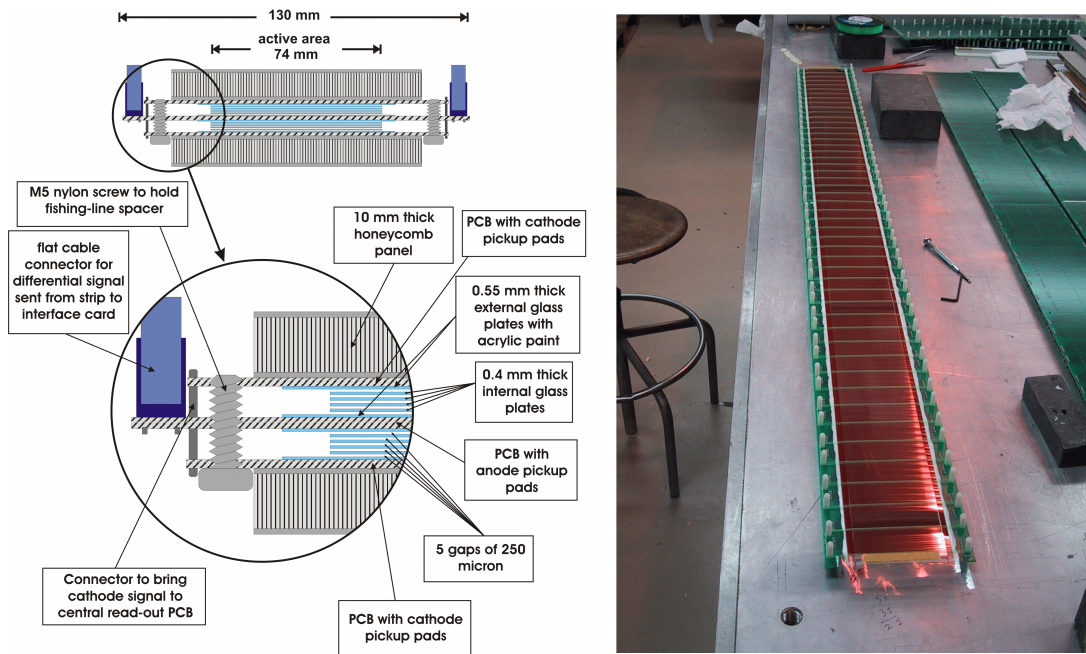 130 mm
active area
74 mm
M5 nylon screw to hold
fishing-line spacer
flat cable
connector for
differential signal
sent from strip to
interface card
10 mm thick
honeycomb
panel
PCB with cathode
pickup pads
0.55 mm thick
external glass
plates with
acrylic paint
0.4 mm thick
internal glass
plates
PCB with
anode pickup
pads
5 gaps of 250
micron
Connector to bring
cathode signal to
central read-out PCB
PCB with cathode
pickup pads